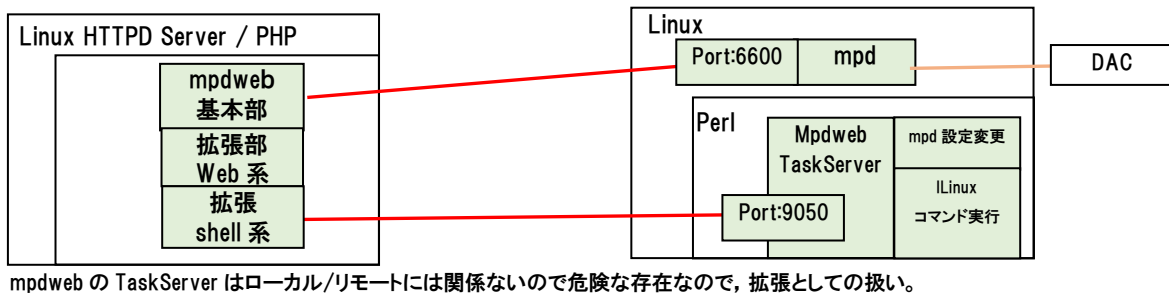 Linux HTTPD Server / PHP
mpdweb
基本部
拡張部
Web 系
拡張
shell 系
Linux
Port:6600
mpd
DAC
Perl
Mpdweb
TaskServer
mpd 設定変更
ILinux
コマンド実行
Port:9050
mpdweb の TaskServer はローカル/リモートには関係ないので危険な存在なので, 拡張としての扱い。